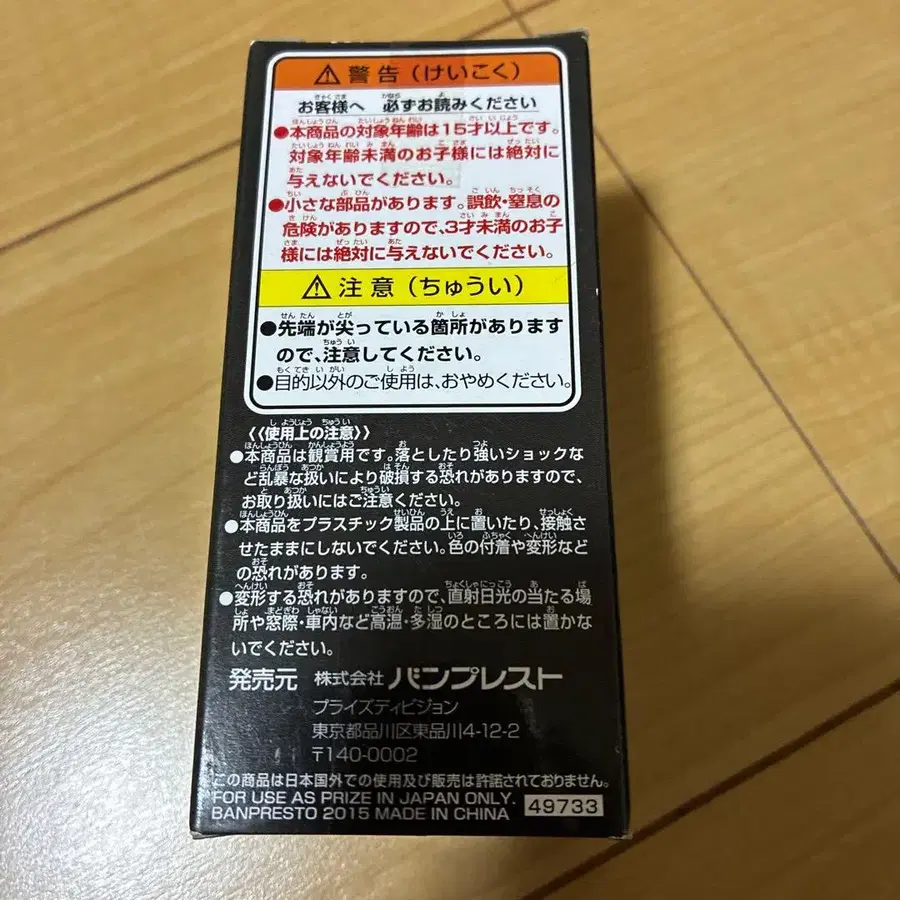 ⚠ 警告（けいこく）
お客様へ 必ずお読みください
●本商品の対象年齢は15才以上です。
対象年齢未満のお子様には絶対に
与えないでください。
●小さな部品があります。誤飲・窒息の
危険がありますので、3才未満のお子
様には絶対に与えないでください。
⚠ 注意（ちゅうい）
●先端が尖っている箇所があります
ので、注意してください。
●目的以外のご使用は、おやめください。
《使用上の注意》
●本商品は観賞用です。落としたり強いショックな
ど乱暴な扱いにより破損する恐れがありますので、
お取り扱いにはご注意ください。
●本商品をプラスチック製品の上に置いたり、接触さ
せたままにしないでください。色の付着や変形など
の恐れがあります。
●変形する恐れがありますので、直射日光の当たる場
所や窓際・車内など高温・多湿のところには置かな
いでください。
発売元 株式会社 バンプレスト
プライズディビジョン
東京都品川区東品川4-12-2
〒140-0002
この商品は日本国外での使用及び販売は許諾されておりません。
FOR USE AS PRIZE IN JAPAN ONLY.
BANPRESTO 2015 MADE IN CHINA 49733